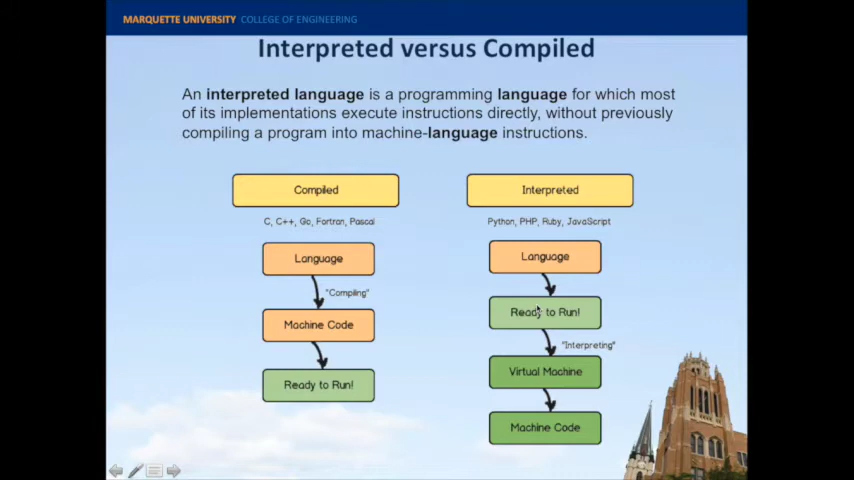 MARQUETTE UNIVERSITY COLLEGE OF ENGINEERING
Interpreted versus Compiled
An interpreted language is a programming language for which most
of its implementations execute instructions directly, without previously
compiling a program into machine-language instructions.
Compiled
C, C++, Go, Fortran, Pascal
Language
"Compiling"
Machine Code
Ready to Run!
Interpreted
Python, PHP, Ruby, JavaScript
Language
Ready to Run!
"Interpreting"
Virtual Machine
Machine Code